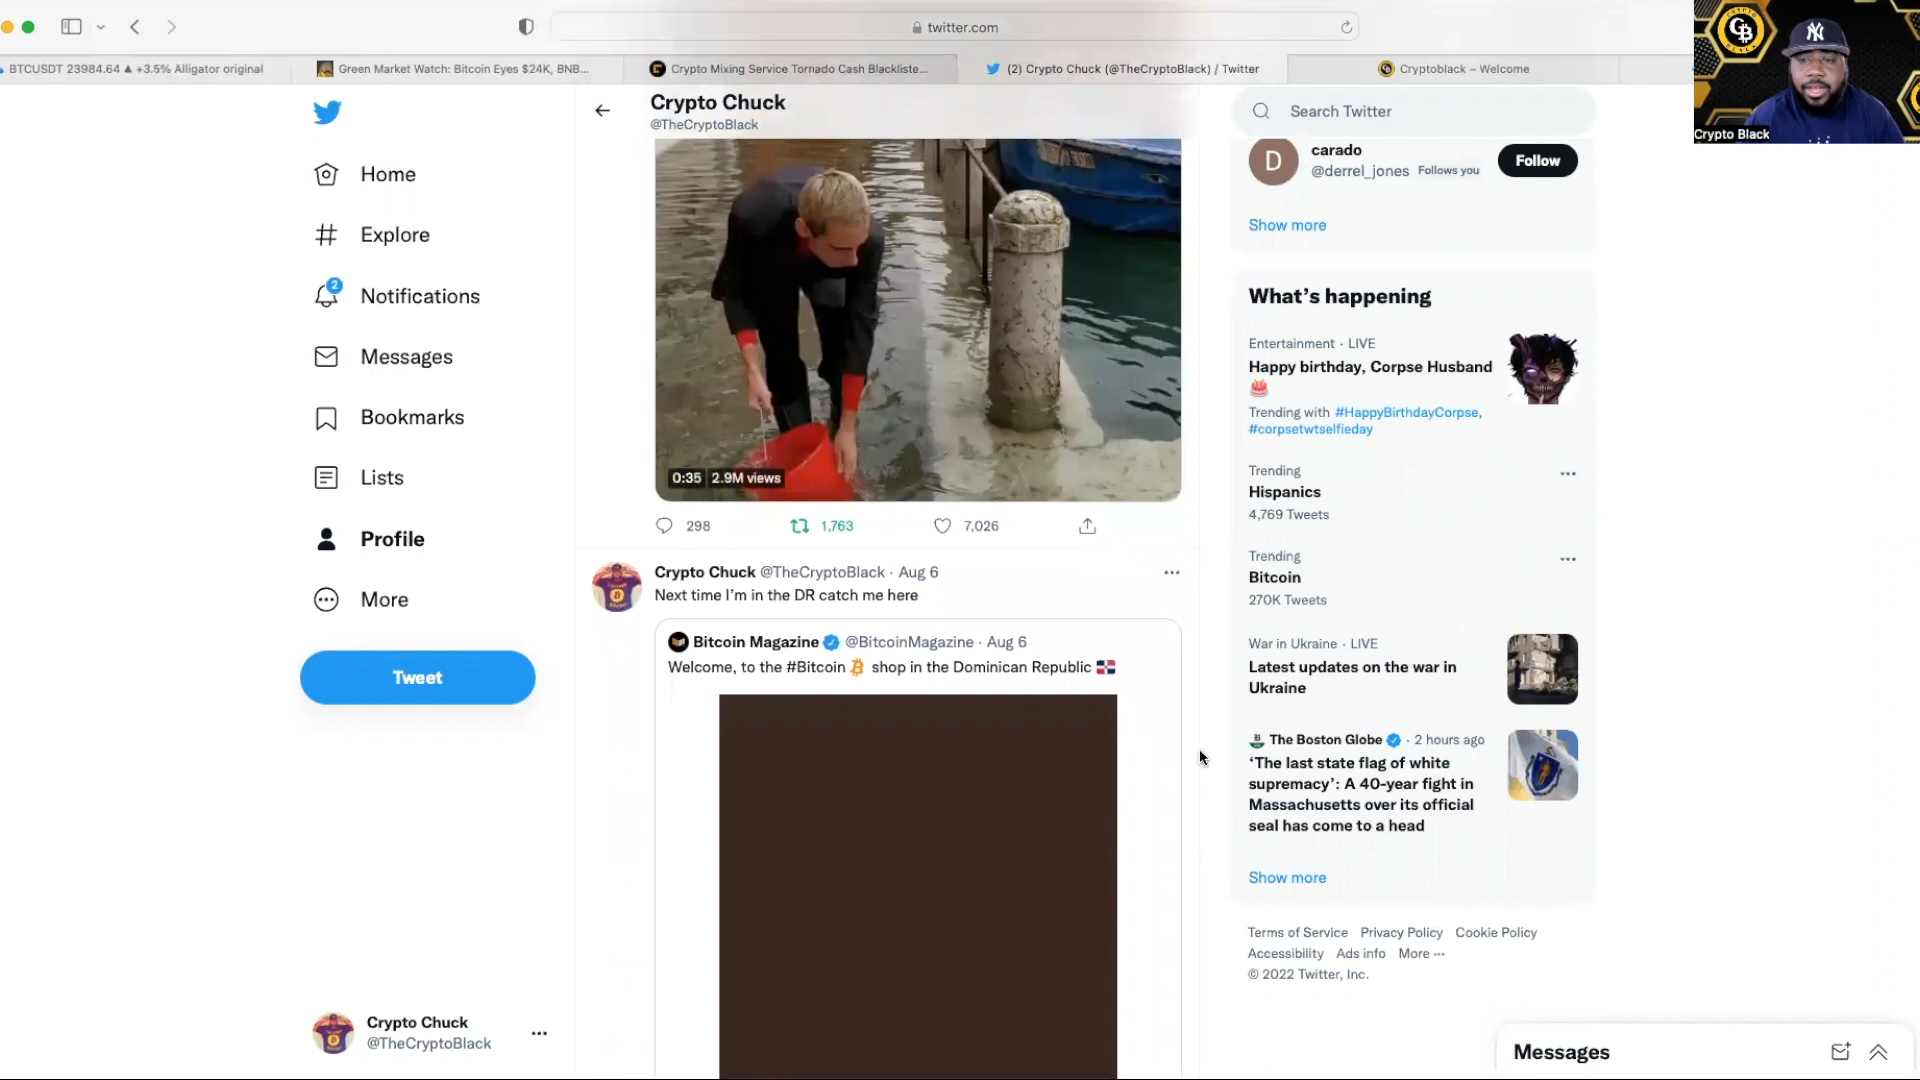 twitter.com
BTCUSDT 23984.64 ▲ +3.5% Alligator original
Green Market Watch: Bitcoin Eyes $24K, BNB...
Crypto Mixing Service Tornado Cash Blackliste...
(2) Crypto Chuck (@TheCryptoBlack) / Twitter
Cryptoblack – Welcome
Crypto Black
Home
Explore
2
Notifications
Messages
Bookmarks
Lists
Profile
More
Tweet
Crypto Chuck
@TheCryptoBlack
Crypto Chuck
@TheCryptoBlack
0:35 2.9M views
298 1,763 7,026
Crypto Chuck @TheCryptoBlack · Aug 6
Next time I’m in the DR catch me here
Bitcoin Magazine @BitcoinMagazine · Aug 6
Welcome, to the #Bitcoin shop in the Dominican Republic 🇩🇴
Search Twitter
D
carado
@derrel_jones Follows you
Follow
Show more
What’s happening
Entertainment · LIVE
Happy birthday, Corpse Husband
🎂
Trending with #HappyBirthdayCorpse,
#corpsetwtselfieday
Trending
Hispanics
4,769 Tweets
Trending
Bitcoin
270K Tweets
War in Ukraine · LIVE
Latest updates on the war in
Ukraine
The Boston Globe · 2 hours ago
‘The last state flag of white
supremacy’: A 40-year fight in
Massachusetts over its official
seal has come to a head
Show more
Terms of Service Privacy Policy Cookie Policy
Accessibility Ads info More ···
© 2022 Twitter, Inc.
Messages